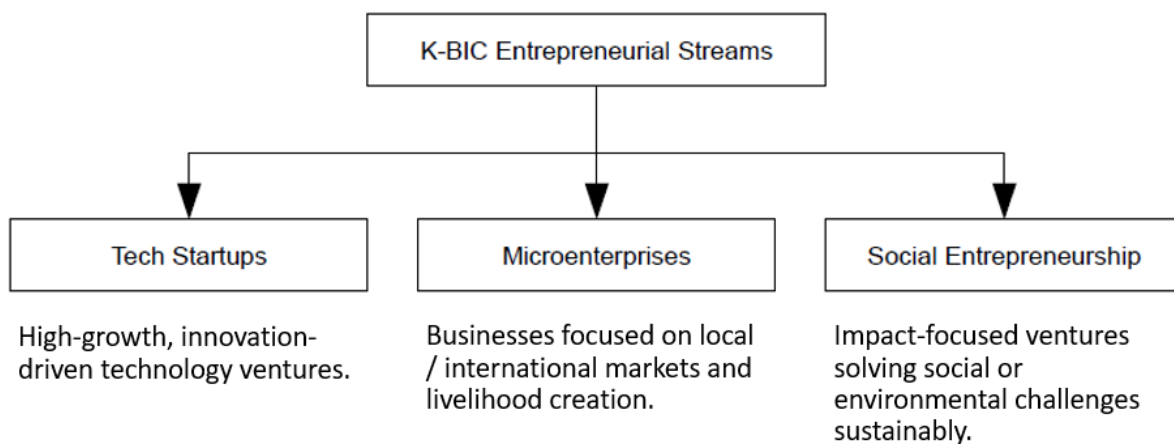 K-BIC Entrepreneurial Streams
Tech Startups
Microenterprises
Social Entrepreneurship
High-growth, innovation-
driven technology ventures.
Businesses focused on local
/ international markets and
livelihood creation.
Impact-focused ventures
solving social or
environmental challenges
sustainably.